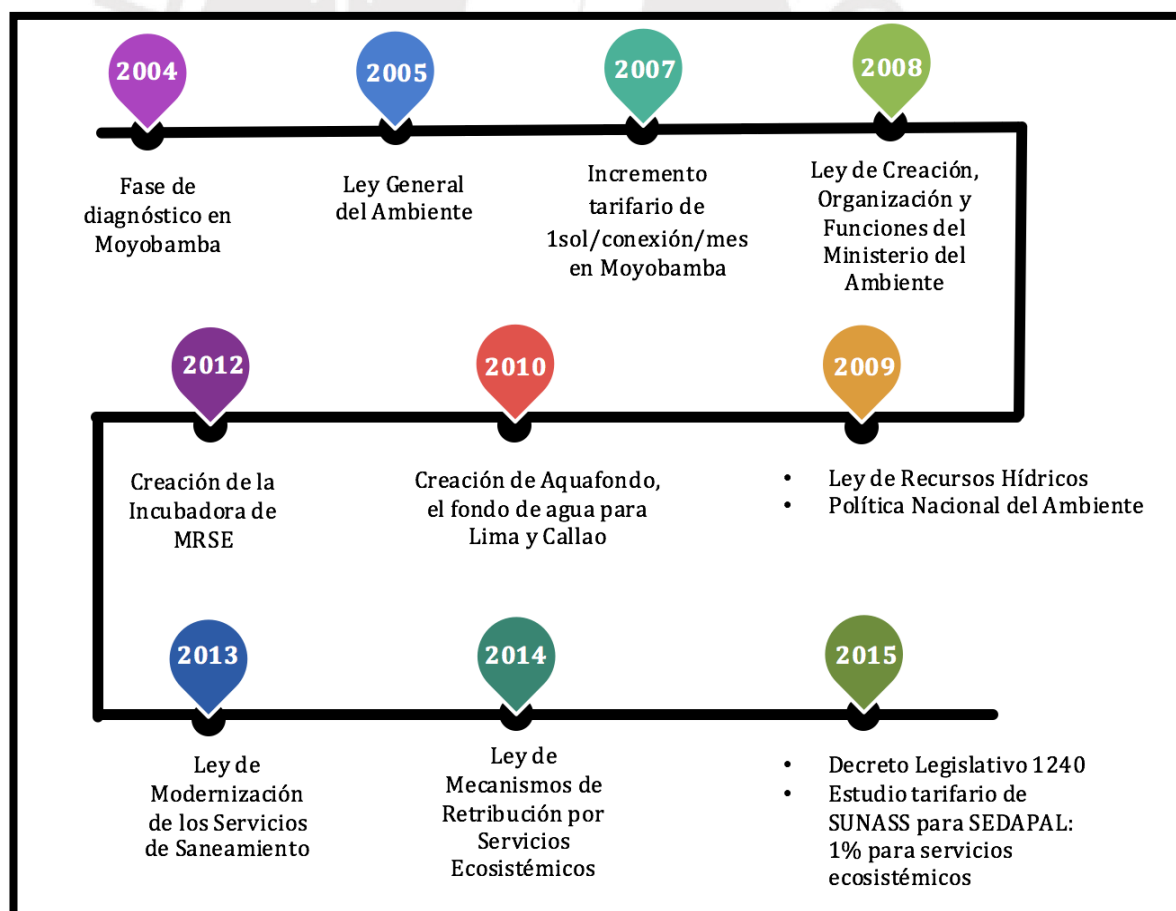 2004
Fase de
diagnóstico en
Moyobamba
2005
Ley General
del Ambiente
2007
Incremento
tarifario de
1sol/conexión/mes
en Moyobamba
2008
Ley de Creación,
Organización y
Funciones del
Ministerio del
Ambiente
2009
• Ley de Recursos Hídricos
• Política Nacional del Ambiente
2010
Creación de Aquafondo,
el fondo de agua para
Lima y Callao
2012
Creación de la
Incubadora de
MRSE
2013
Ley de
Modernización
de los Servicios
de Saneamiento
2014
Ley de
Mecanismos de
Retribución por
Servicios
Ecosistémicos
2015
• Decreto Legislativo 1240
• Estudio tarifario de
SUNASS para SEDAPAL:
1% para servicios
ecosistémicos